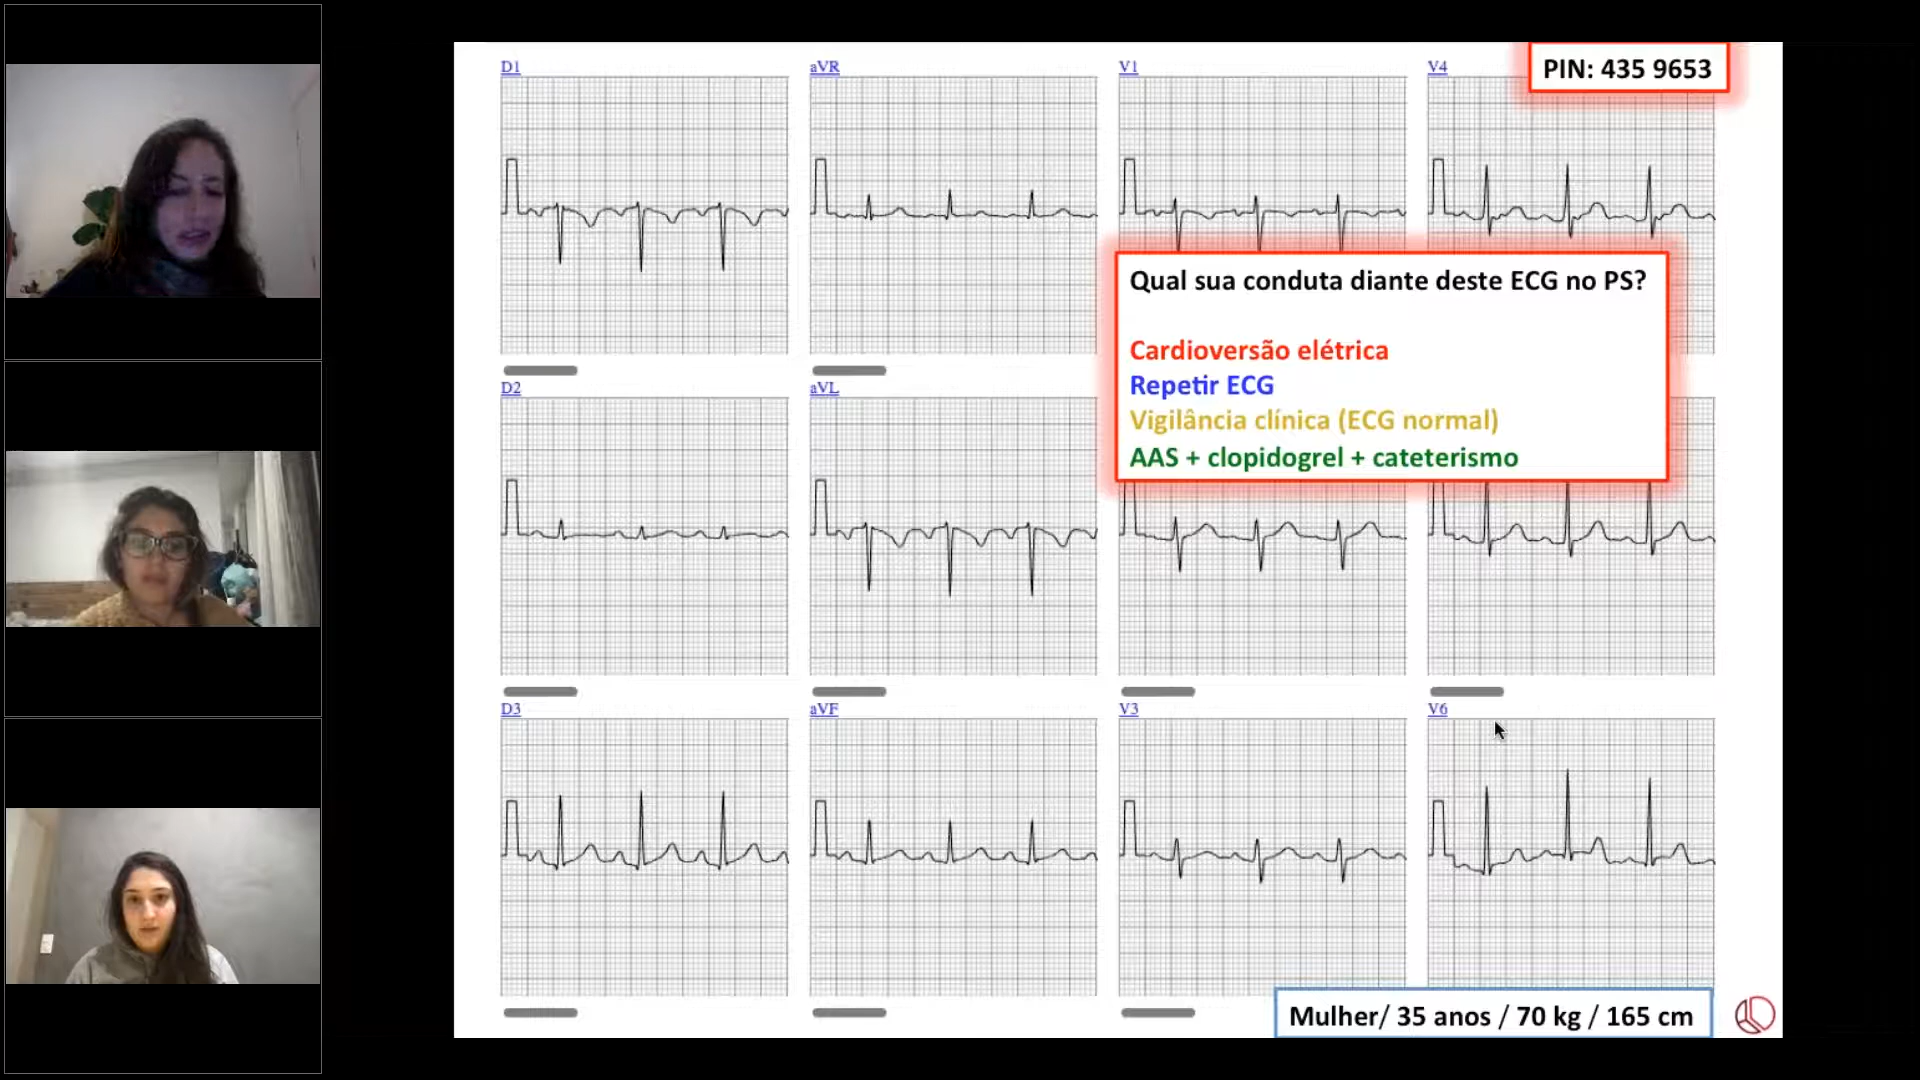 D1
aVR
V1
V4
PIN: 435 9653
Qual sua conduta diante deste ECG no PS?
Cardioversão elétrica
Repetir ECG
Vigilância clínica (ECG normal)
AAS + clopidogrel + cateterismo
D2
aVL
D3
aVF
V3
V6
Mulher/ 35 anos / 70 kg / 165 cm